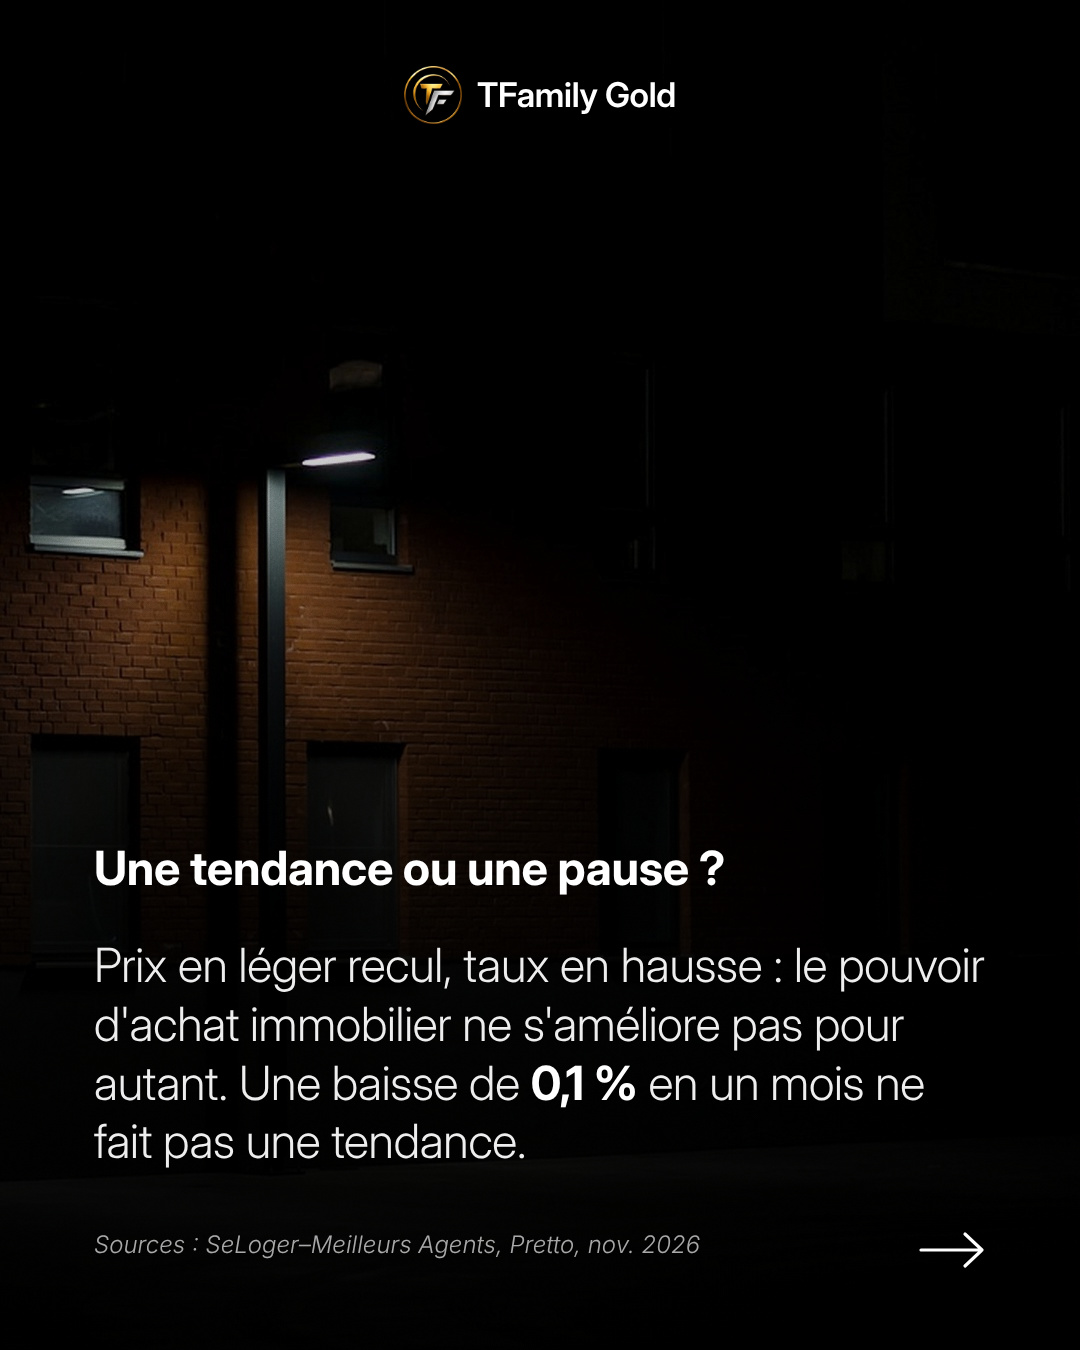 TFamily Gold
Une tendance ou une pause ?
Prix en léger recul, taux en hausse : le pouvoir
d'achat immobilier ne s'améliore pas pour
autant. Une baisse de 0,1 % en un mois ne
fait pas une tendance.
Sources : SeLoger–Meilleurs Agents, Pretto, nov. 2026